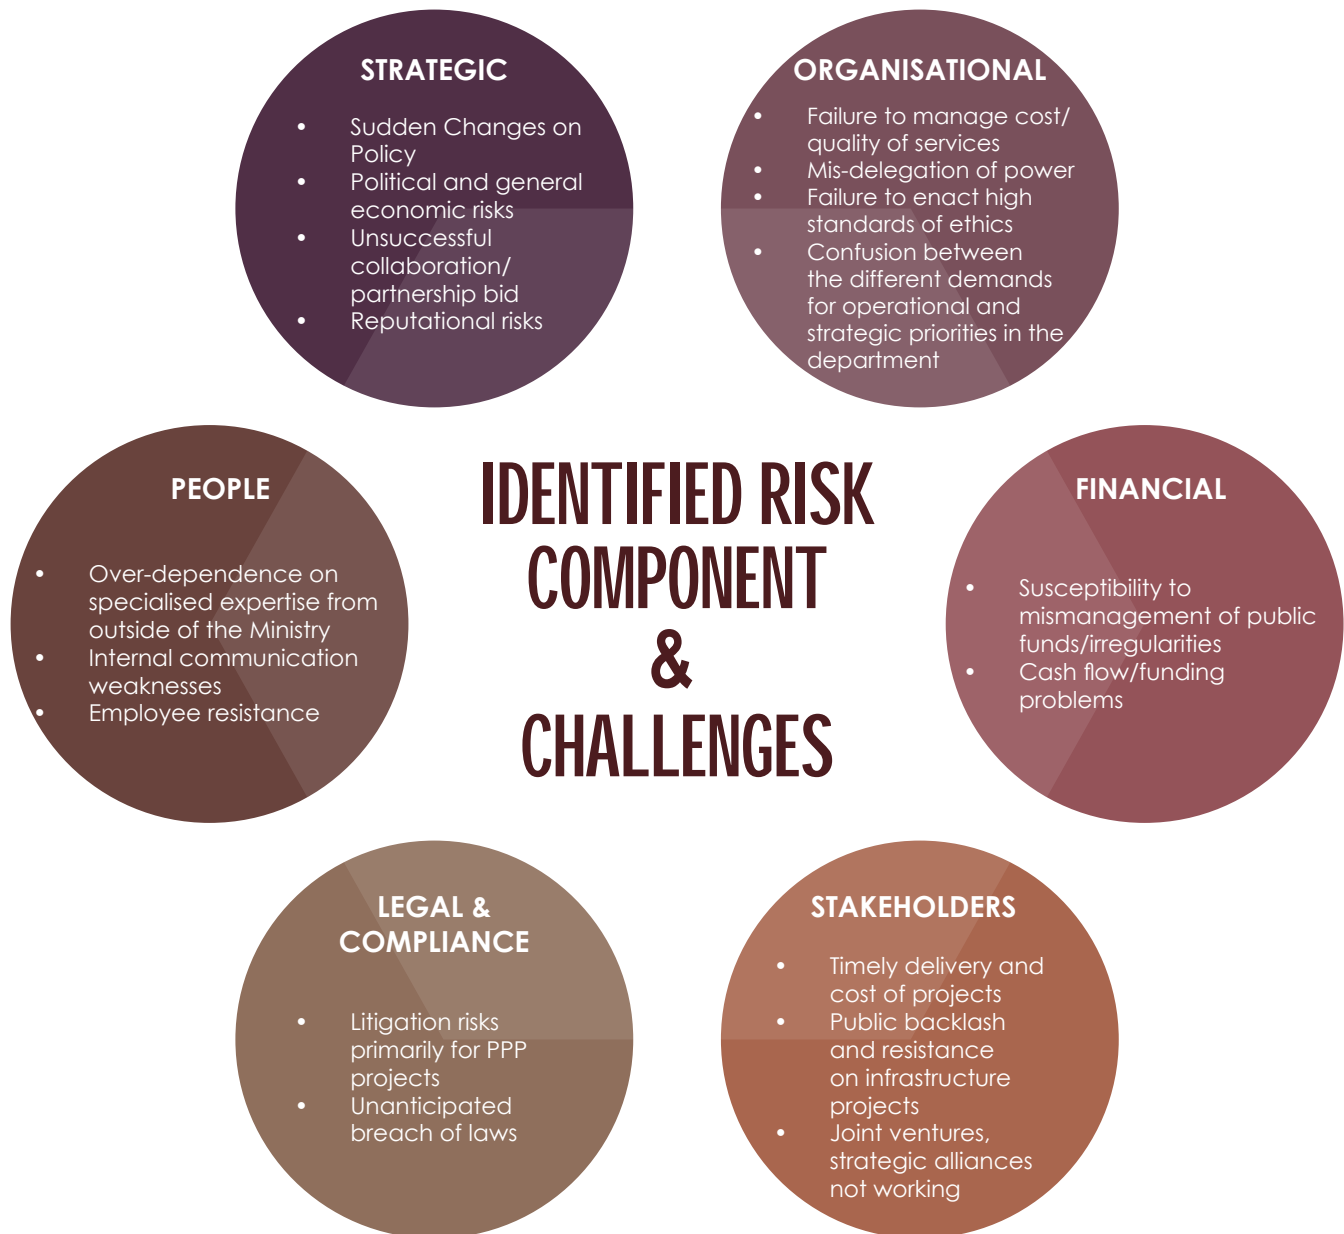 STRATEGIC
• Sudden Changes on
Policy
• Political and general
economic risks
• Unsuccessful
collaboration/
partnership bid
• Reputational risks
ORGANISATIONAL
• Failure to manage cost/
quality of services
• Mis-delegation of power
• Failure to enact high
standards of ethics
• Confusion between
the different demands
for operational and
strategic priorities in the
department
PEOPLE
• Over-dependence on
specialised expertise from
outside of the Ministry
• Internal communication
weaknesses
• Employee resistance
IDENTIFIED RISK
COMPONENT
&
CHALLENGES
FINANCIAL
• Susceptibility to
mismanagement of public
funds/irregularities
• Cash flow/funding
problems
LEGAL &
COMPLIANCE
• Litigation risks
primarily for PPP
projects
• Unanticipated
breach of laws
STAKEHOLDERS
• Timely delivery and
cost of projects
• Public backlash
and resistance
on infrastructure
projects
• Joint ventures,
strategic alliances
not working